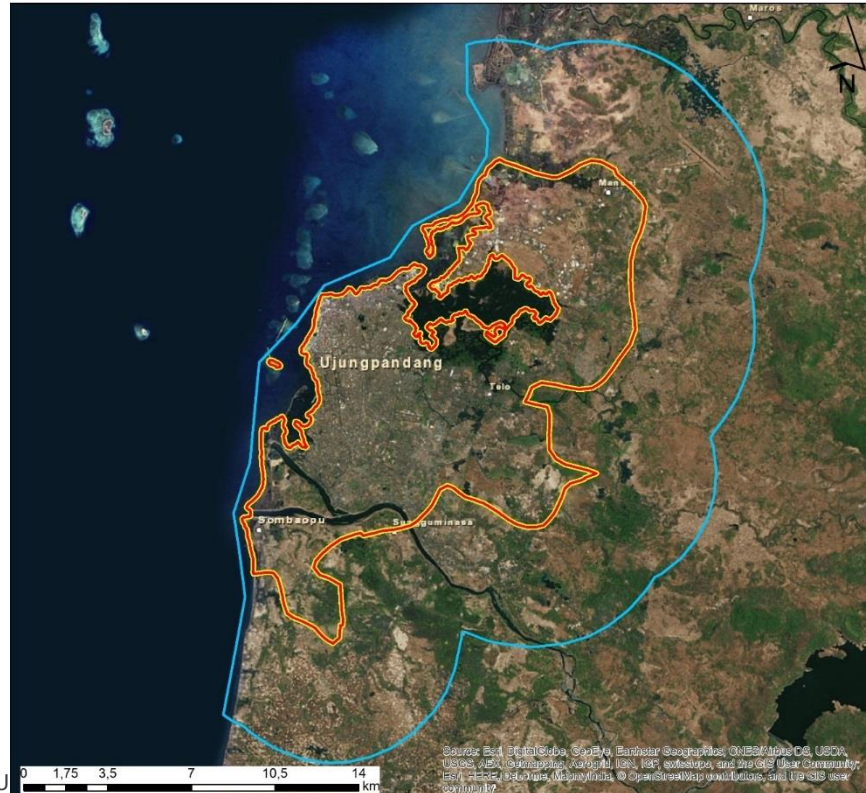 Maros
N
Man i
Ujungpandang
Telo
Sombaopu
Sungguminasa
U 0 1,75 3,5 7 10,5 14
km
Source: Esri, DigitalGlobe, GeoEye, Earthstar Geographics, CNES/Airbus DS, USDA,
USGS, AEX, Getmapping, Aerogrid, IGN, IGP, swisstopo, and the GIS User Community;
Esri, HERE, DeLorme, MapmyIndia, © OpenStreetMap contributors, and the GIS user
community